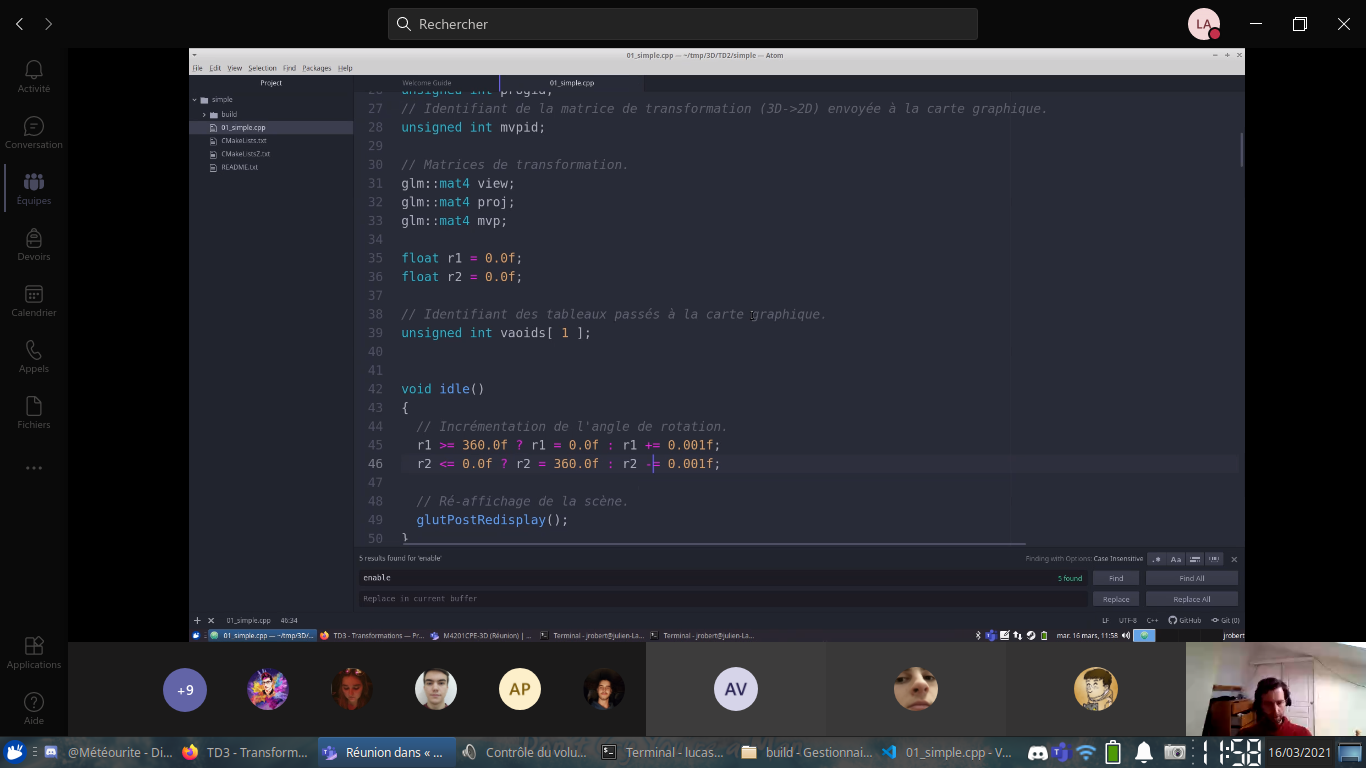 Rechercher
LA
Activité
Conversation
Équipes
Devoirs
Calendrier
Appels
Fichiers
Applications
Aide
01_simple.cpp — ~/tmp/3D/TD2/simple — Atom
File Edit View Selection Find Packages Help
Project
Welcome Guide
01_simple.cpp
simple
build
01_simple.cpp
CMakeLists.txt
CMakeListsZ.txt
README.txt
27 // Identifiant de la matrice de transformation (3D->2D) envoyée à la carte graphique.
28 unsigned int mvpid;
29
30 // Matrices de transformation.
31 glm::mat4 view;
32 glm::mat4 proj;
33 glm::mat4 mvp;
34
35 float r1 = 0.0f;
36 float r2 = 0.0f;
37
38 // Identifiant des tableaux passés à la carte graphique.
39 unsigned int vaoids[ 1 ];
40
41
42 void idle()
43 {
44 // Incrémentation de l'angle de rotation.
45 r1 >= 360.0f ? r1 = 0.0f : r1 += 0.001f;
46 r2 <= 0.0f ? r2 = 360.0f : r2 -= 0.001f;
47
48 // Ré-affichage de la scène.
49 glutPostRedisplay();
50 }
5 results found for 'enable'
Finding with Options: Case Insensitive
.* Aa
enable
5 found
Find
Find All
Replace in current buffer
Replace
Replace All
01_simple.cpp 46:34
LF UTF-8 C++ GitHub Git (0)
01_simple.cpp — ~/tmp/3D/... TD3 - Transformations — Pr... M4201CPE-3D (Réunion) | ... Terminal - jrobert@julien-La... Terminal - jrobert@julien-La...
mar. 16 mars, 11:58
jrobert
+9
AP
AV
@Météourite - Di... TD3 - Transform... Réunion dans « ... Contrôle du volu... Terminal - lucas... build - Gestionnai... 01_simple.cpp - V...
11:58
16/03/2021